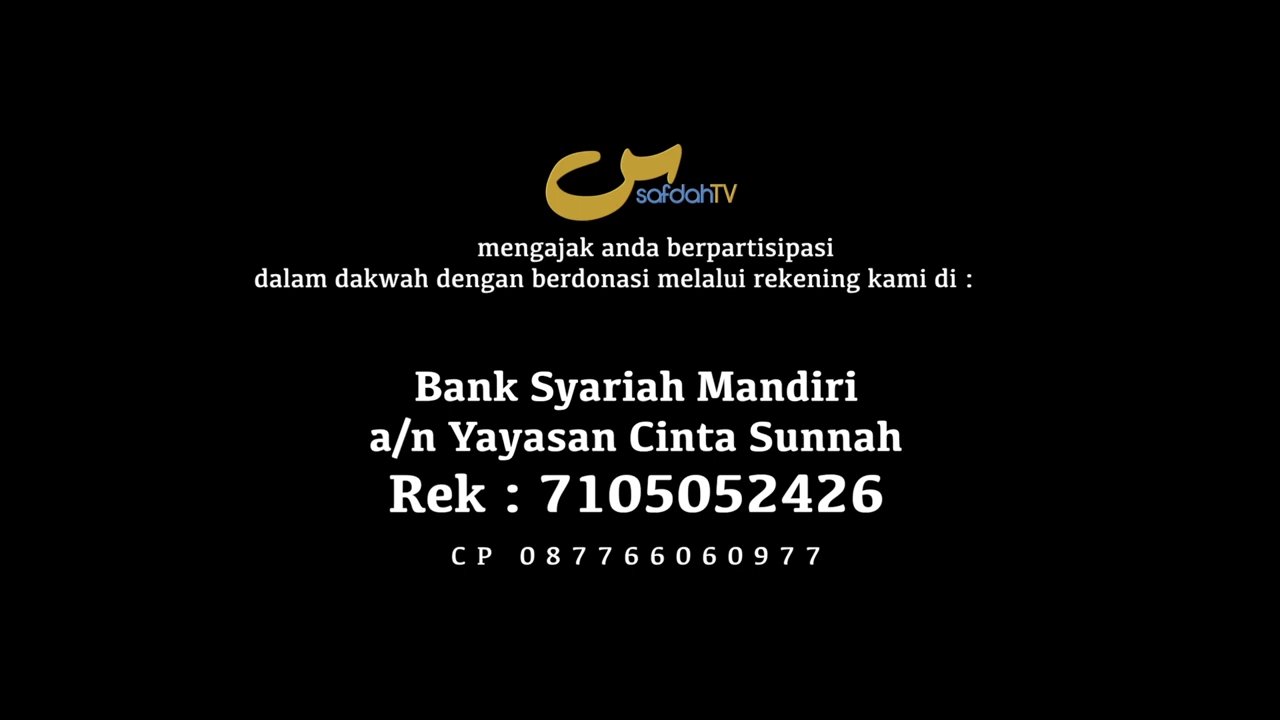 safdahTV
mengajak anda berpartisipasi
dalam dakwah dengan berdonasi melalui rekening kami di :
Bank Syariah Mandiri
a/n Yayasan Cinta Sunnah
Rek : 7105052426
CP 087766060977